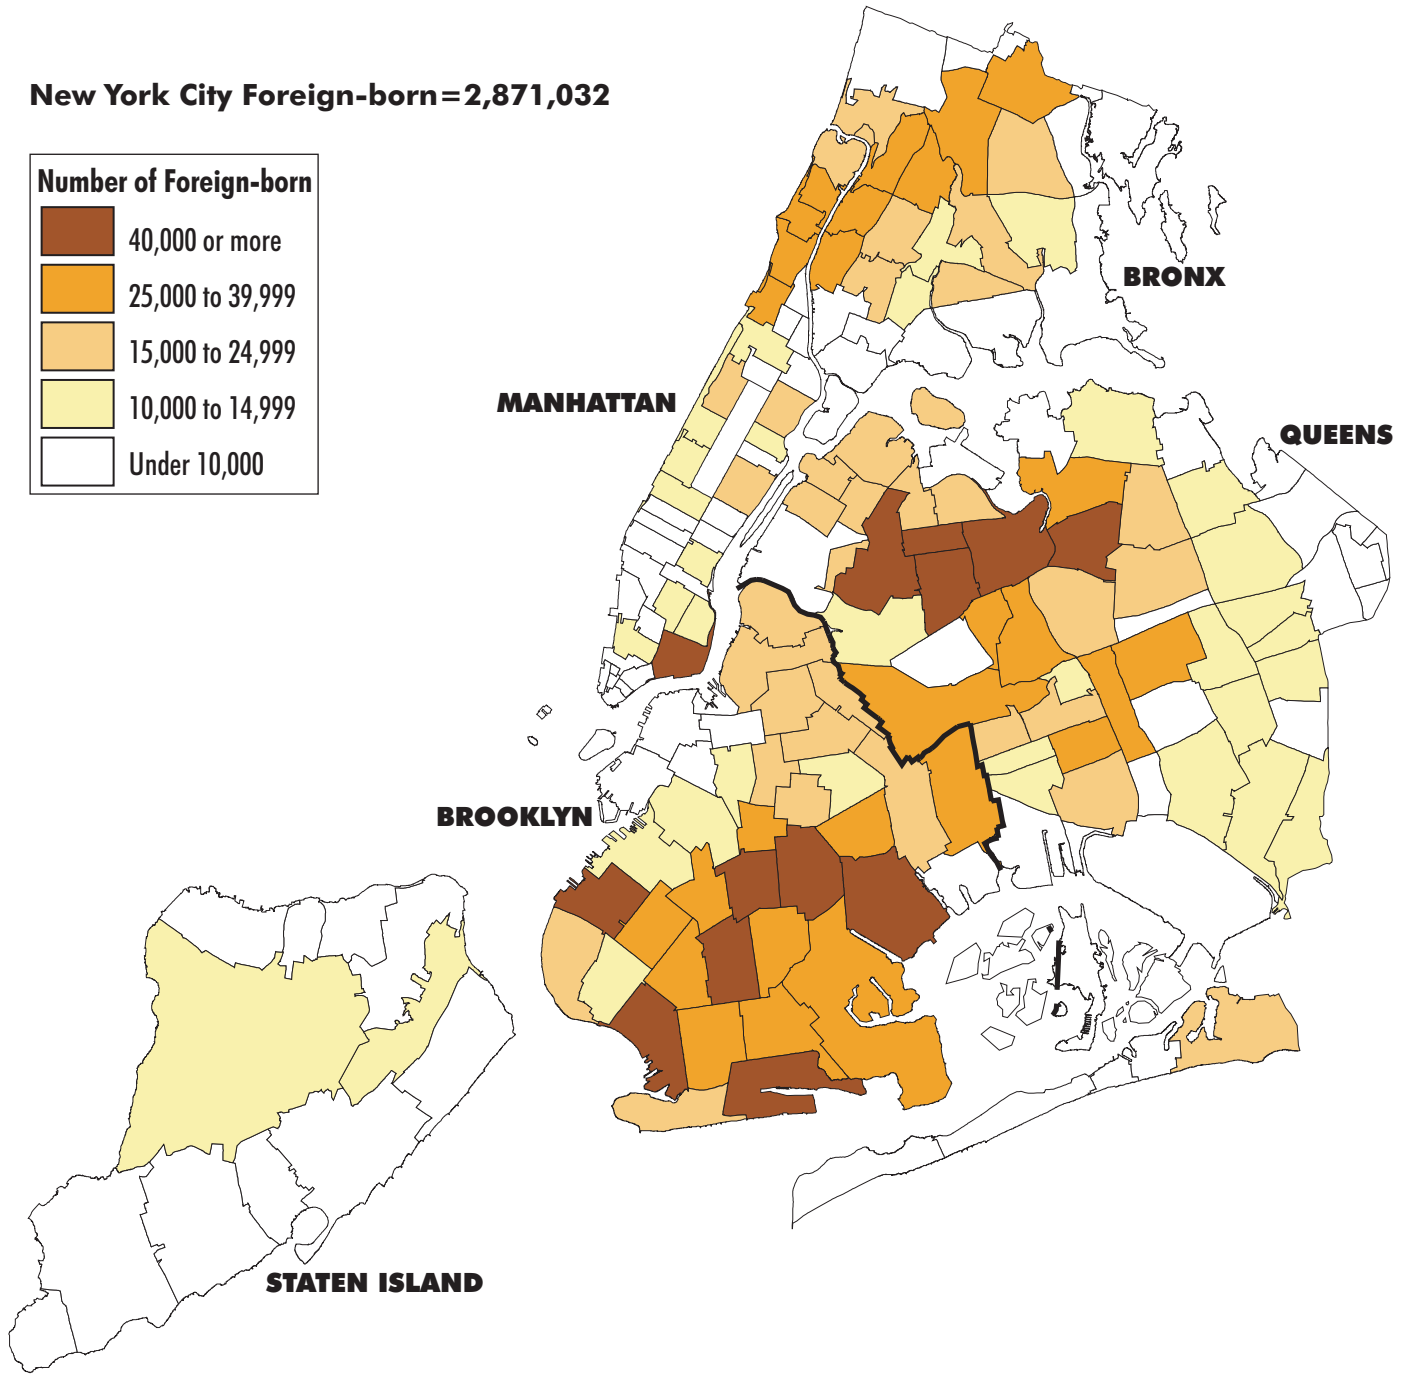 New York City Foreign-born=2,871,032
Number of Foreign-born
40,000 or more
25,000 to 39,999
15,000 to 24,999
10,000 to 14,999
Under 10,000
BRONX
MANHATTAN
QUEENS
BROOKLYN
STATEN ISLAND